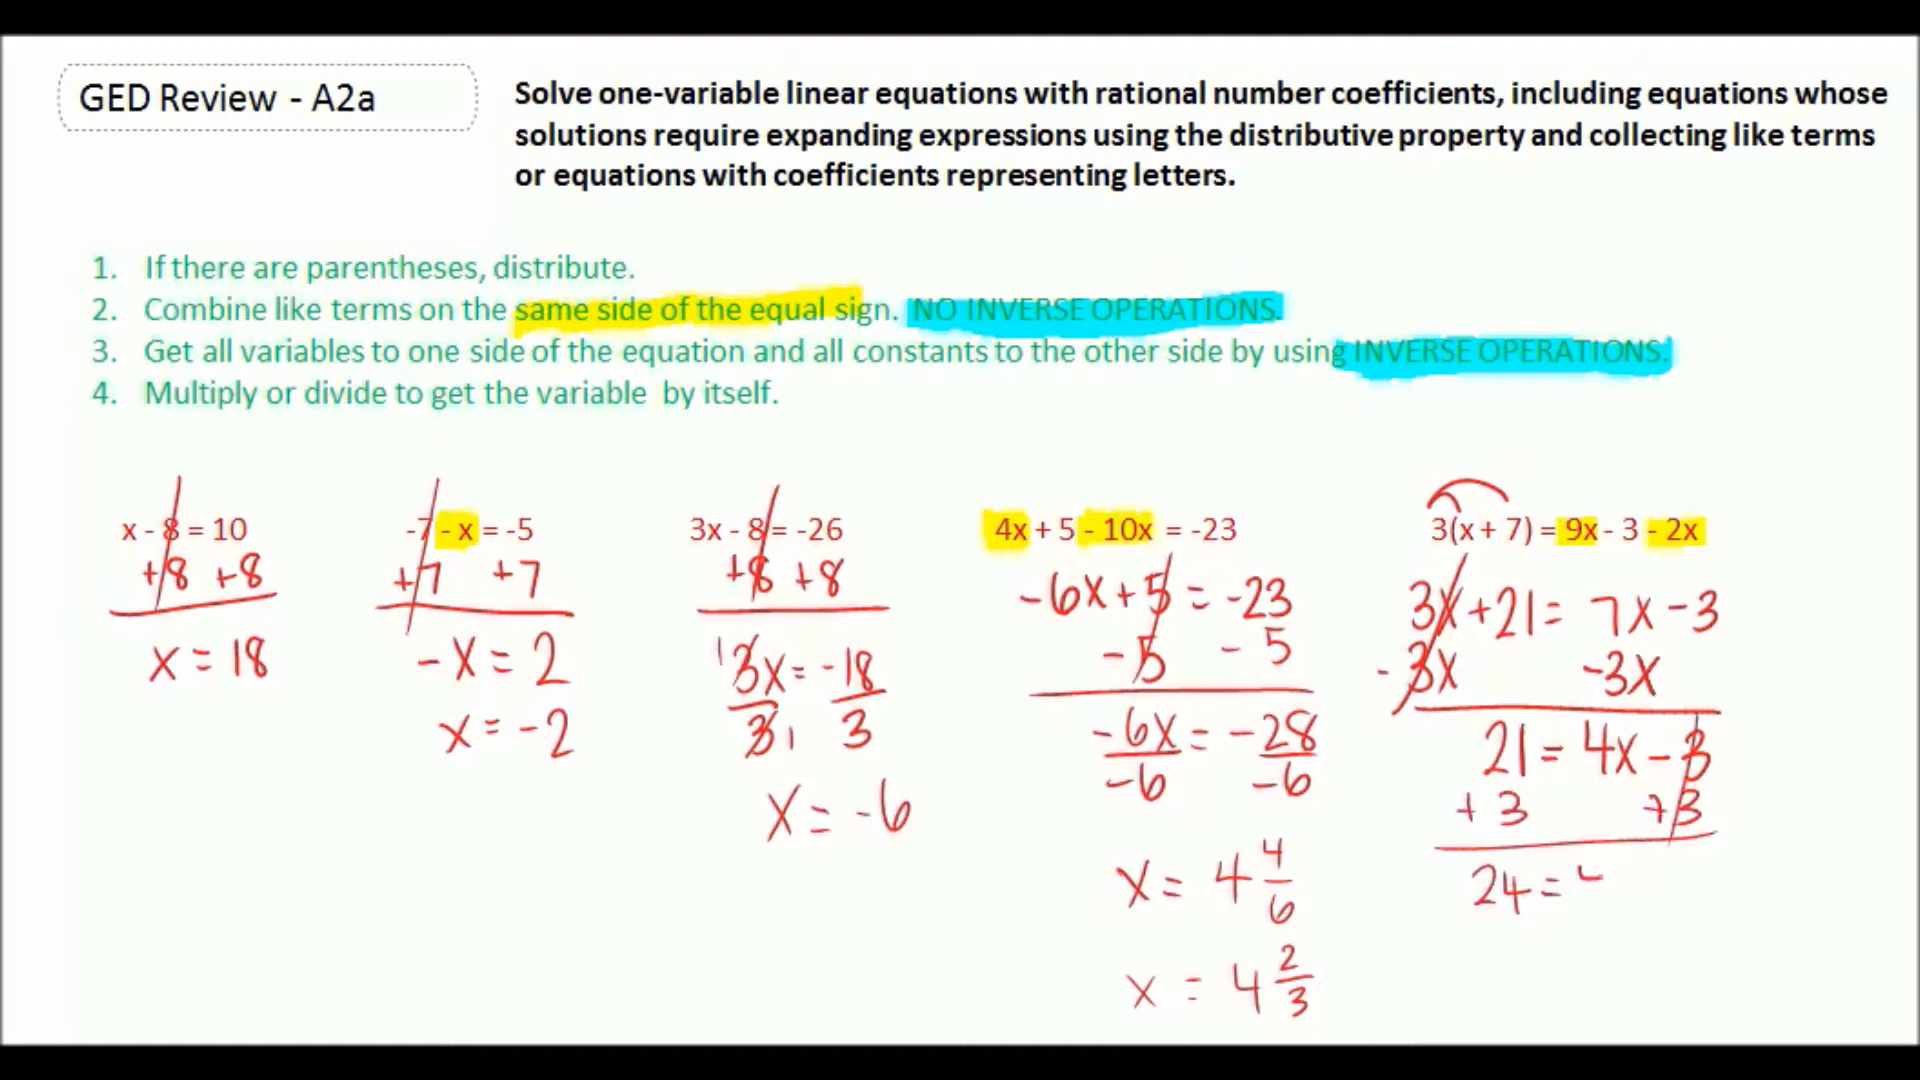 GED Review - A2a
Solve one-variable linear equations with rational number coefficients, including equations whose
solutions require expanding expressions using the distributive property and collecting like terms
or equations with coefficients representing letters.
1. If there are parentheses, distribute.
2. Combine like terms on the same side of the equal sign. NO INVERSE OPERATIONS.
3. Get all variables to one side of the equation and all constants to the other side by using INVERSE OPERATIONS.
4. Multiply or divide to get the variable by itself.
x - 8 = 10
+8 +8
x = 18
-7 - x = -5
+7 +7
-x = 2
x = -2
3x - 8 = -26
+8 +8
1 3x = -18
3 1 3
x = -6
4x + 5 - 10x = -23
-6x + 5 = -23
-5 - 5
-6x = -28
-6 -6
x = 4 4/6
x = 4 2/3
3(x + 7) = 9x - 3 - 2x
3x + 21 = 7x - 3
-3x -3x
21 = 4x - 3
+3 +3
24 =